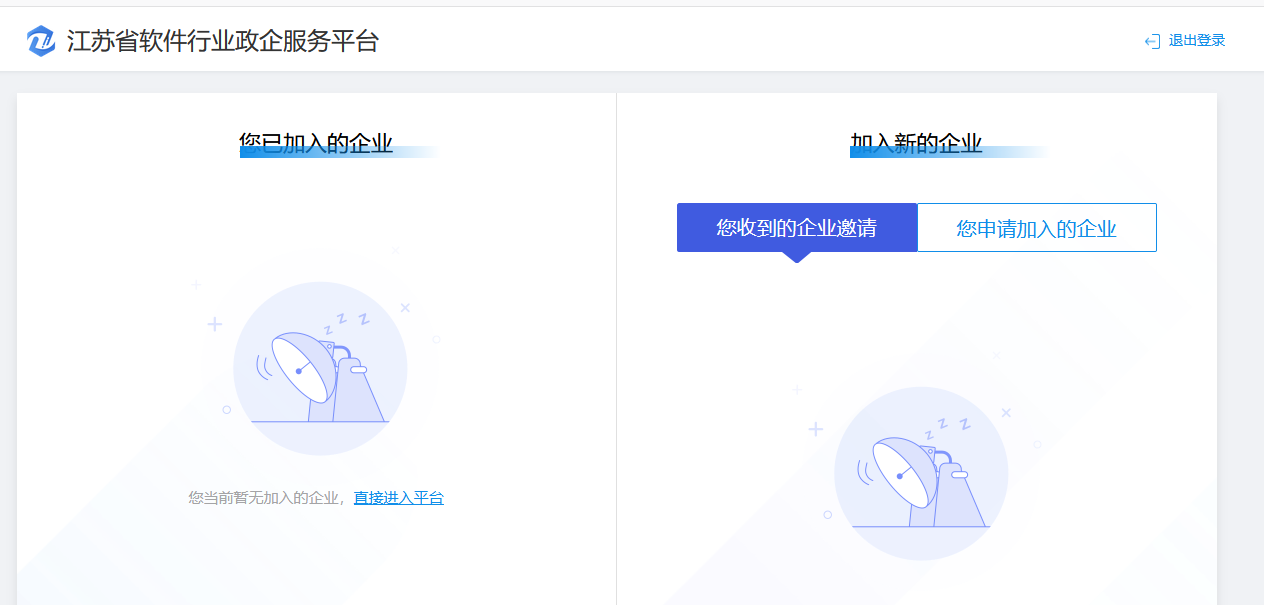 江苏省软件行业政企服务平台
退出登录
您已加入的企业
加入新的企业
您收到的企业邀请
您申请加入的企业
z z z
您当前暂无加入的企业，直接进入平台
z z z